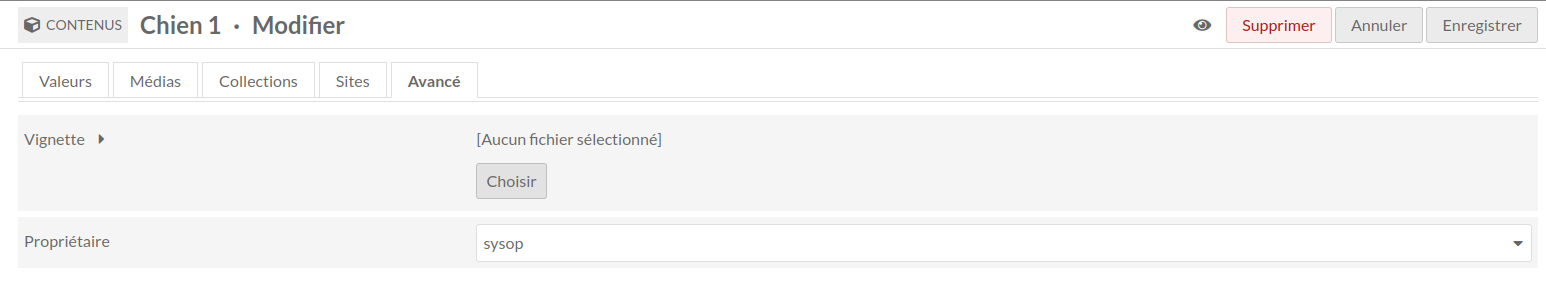 CONTENUS Chien 1 · Modifier Supprimer Annuler Enregistrer
Valeurs Médias Collections Sites Avancé
Vignette [Aucun fichier sélectionné]
Choisir
Propriétaire sysop